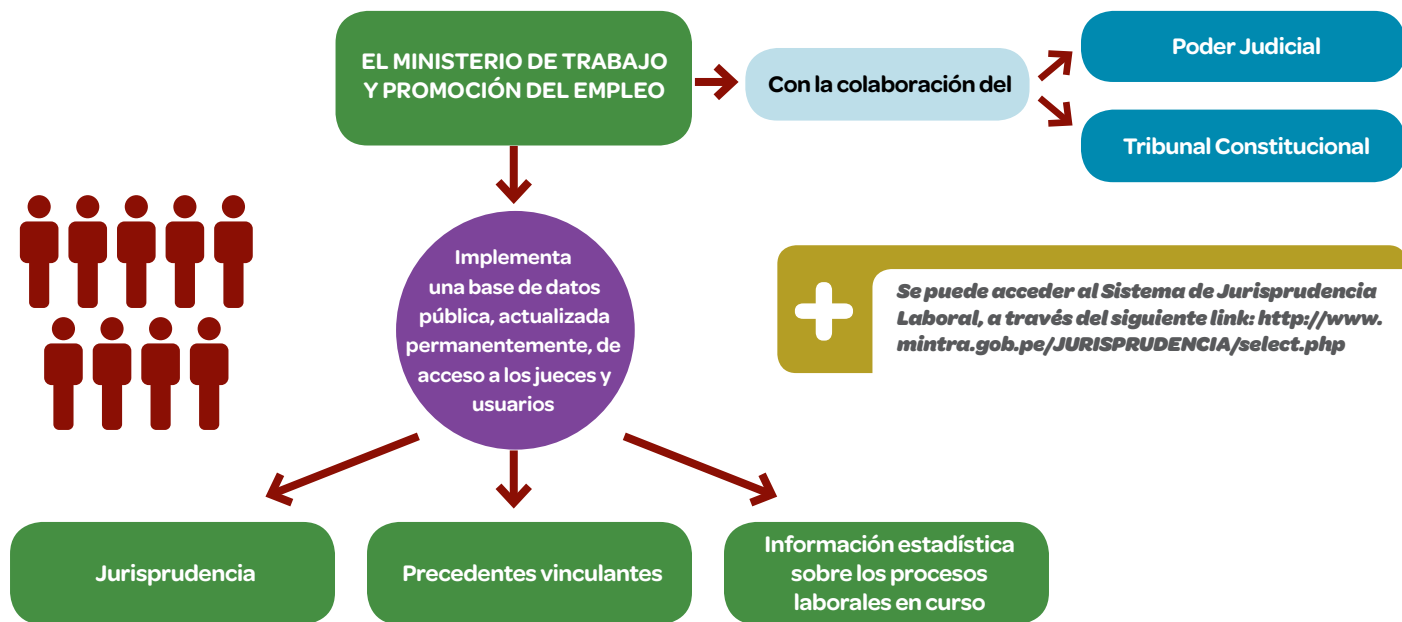 EL MINISTERIO DE TRABAJO
Y PROMOCIÓN DEL EMPLEO
Con la colaboración del
Poder Judicial
Tribunal Constitucional
Implementa
una base de datos
pública, actualizada
permanentemente, de
acceso a los jueces y
usuarios
Se puede acceder al Sistema de Jurisprudencia
Laboral, a través del siguiente link: http://www.
mintra.gob.pe/JURISPRUDENCIA/select.php
Jurisprudencia
Precedentes vinculantes
Información estadística
sobre los procesos
laborales en curso